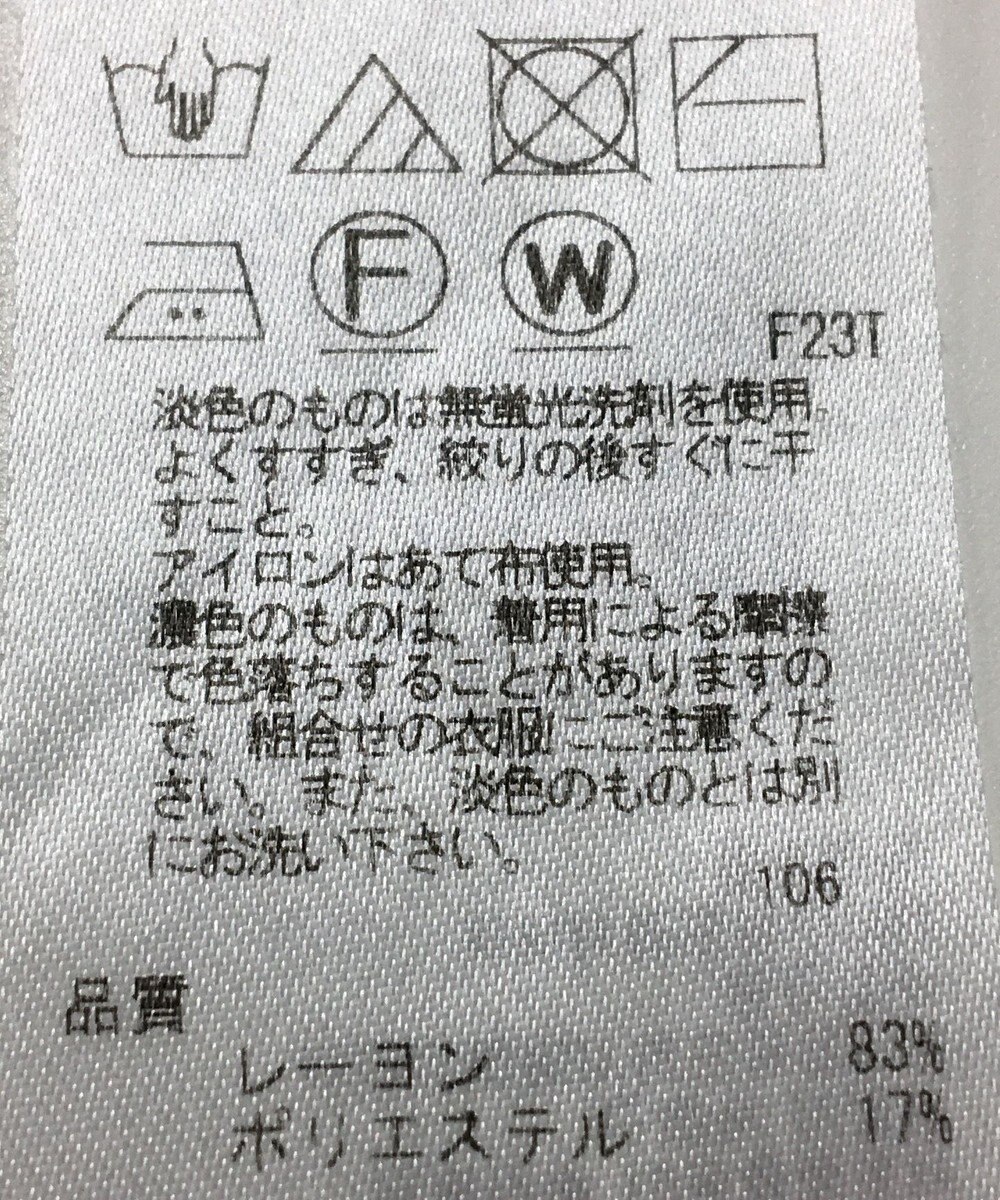 F W
F23T
淡色のものは無蛍光洗剤を使用。
よくすすぎ、絞りの後すぐに干
すこと。
アイロンはあて布使用。
濃色のものは、着用による摩擦
で色落ちすることがありますの
で、組合せの衣服にご注意くだ
さい。また、淡色のものとは別
にお洗い下さい。
106
品質
レーヨン 83%
ポリエステル 17%